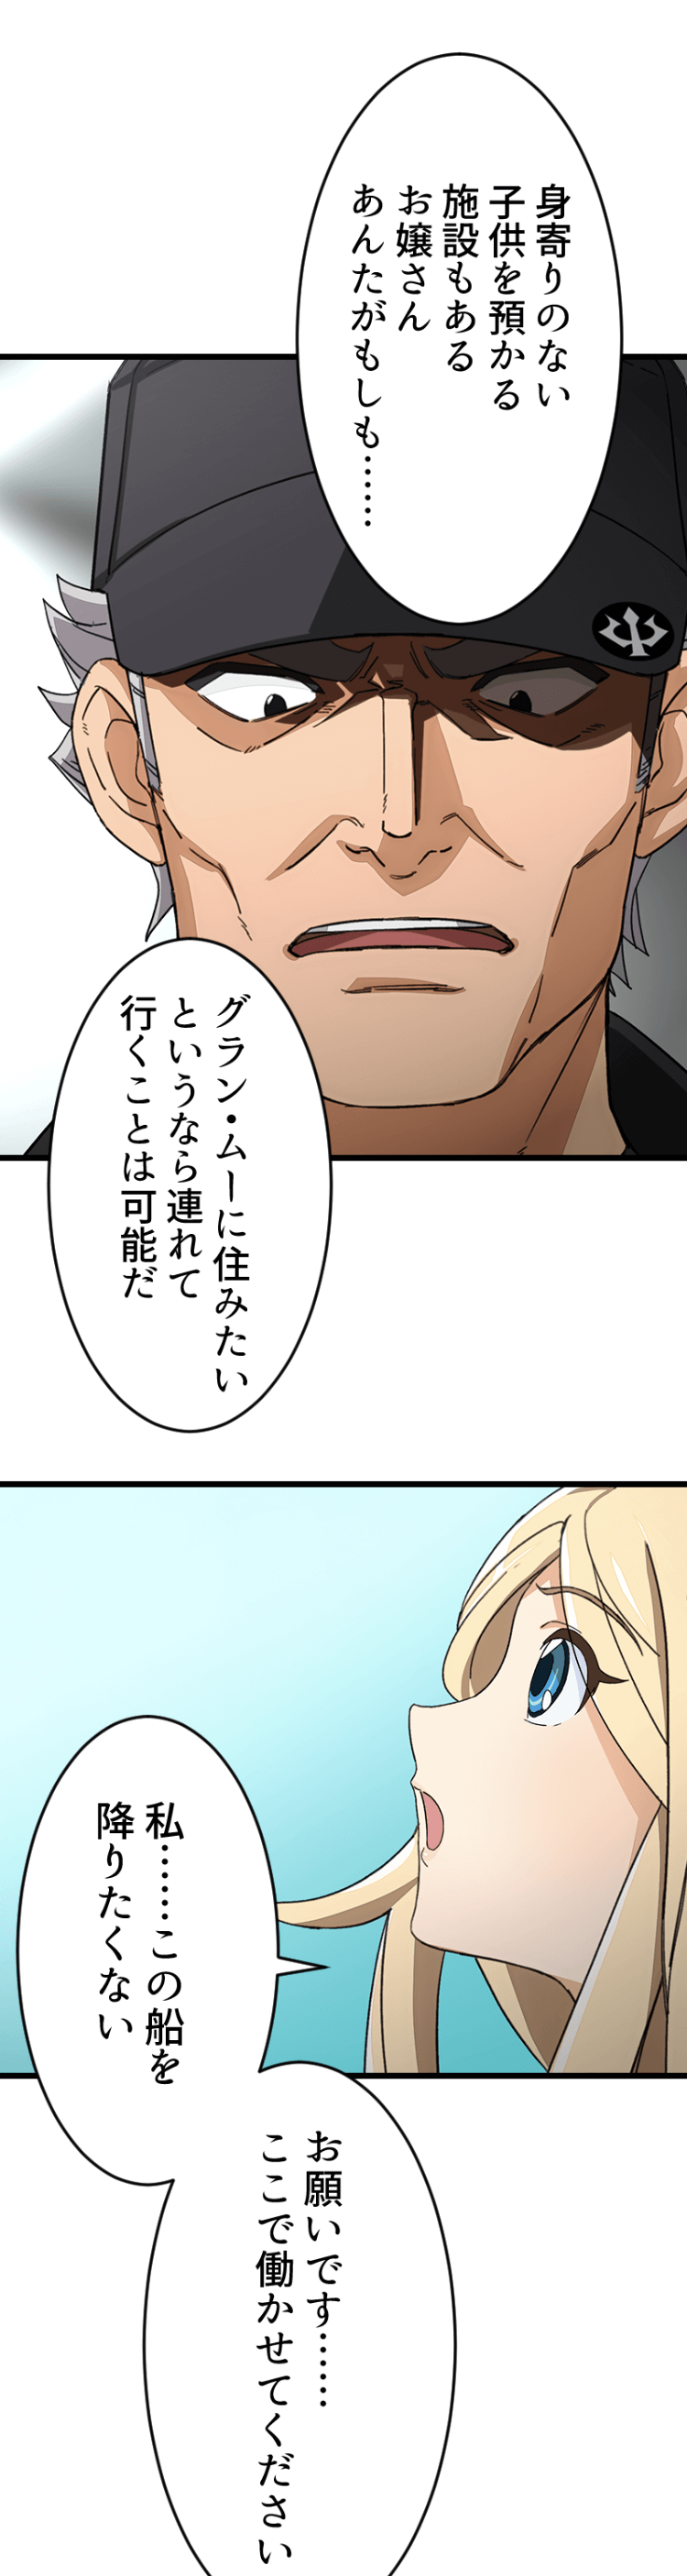 身寄りのない
子供を預かる
施設もある
お嬢さん
あんたがもしも……
グラン・ムーに住みたい
というなら連れて
行くことは可能だ
私……この船を
降りたくない
お願いです……
ここで働かせてください